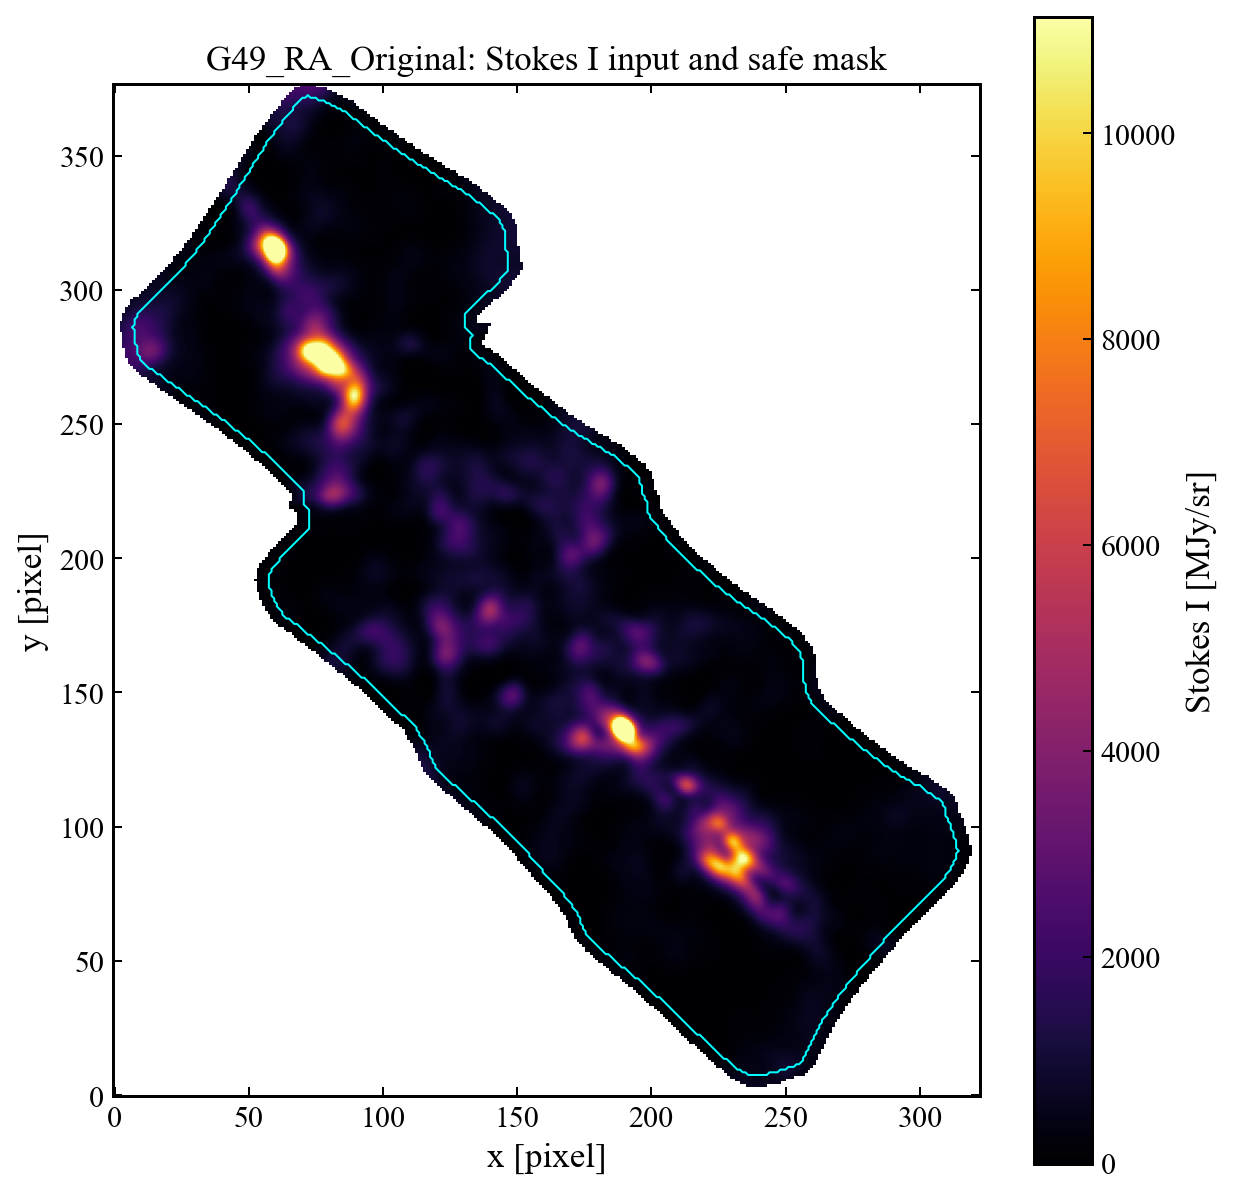 G49_RA_Original: Stokes I input and safe mask
350
300
250
200
150
100
50
0
y [pixel]
0 50 100 150 200 250 300
x [pixel]
10000
8000
6000
4000
2000
0
Stokes I [MJy/sr]